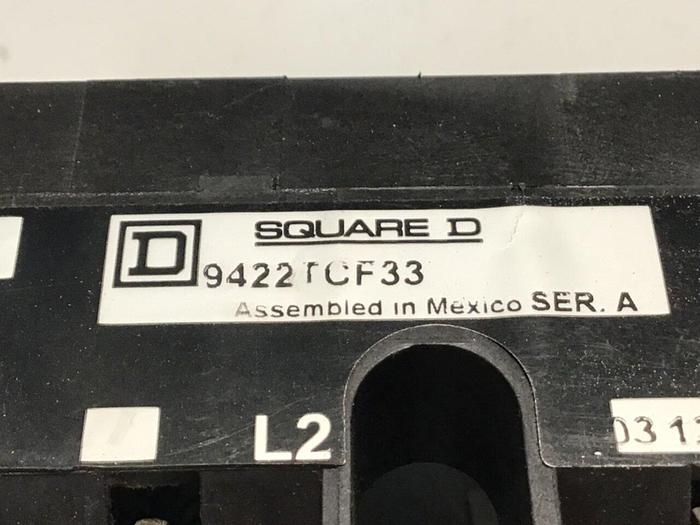 D
SQUARE D
9422TCF33
Assembled in Mexico SER. A
L2